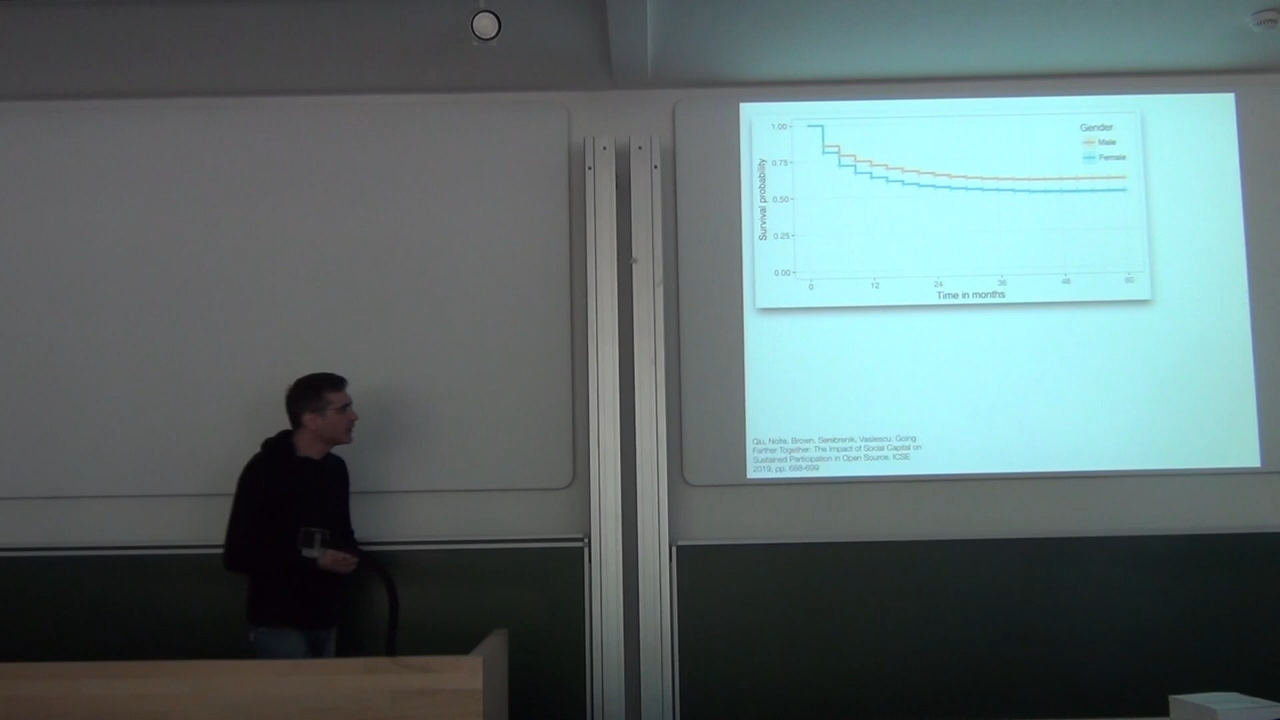 Gender
Male
Female
Survival probability
1.00
0.75
0.50
0.25
0.00
0
12
24
36
48
60
Time in months
Qiu, Nolte, Brown, Serebrenik, Vasilescu: Going
Farther Together: The Impact of Social Capital on
Sustained Participation in Open Source. ICSE
2019, pp. 688-699